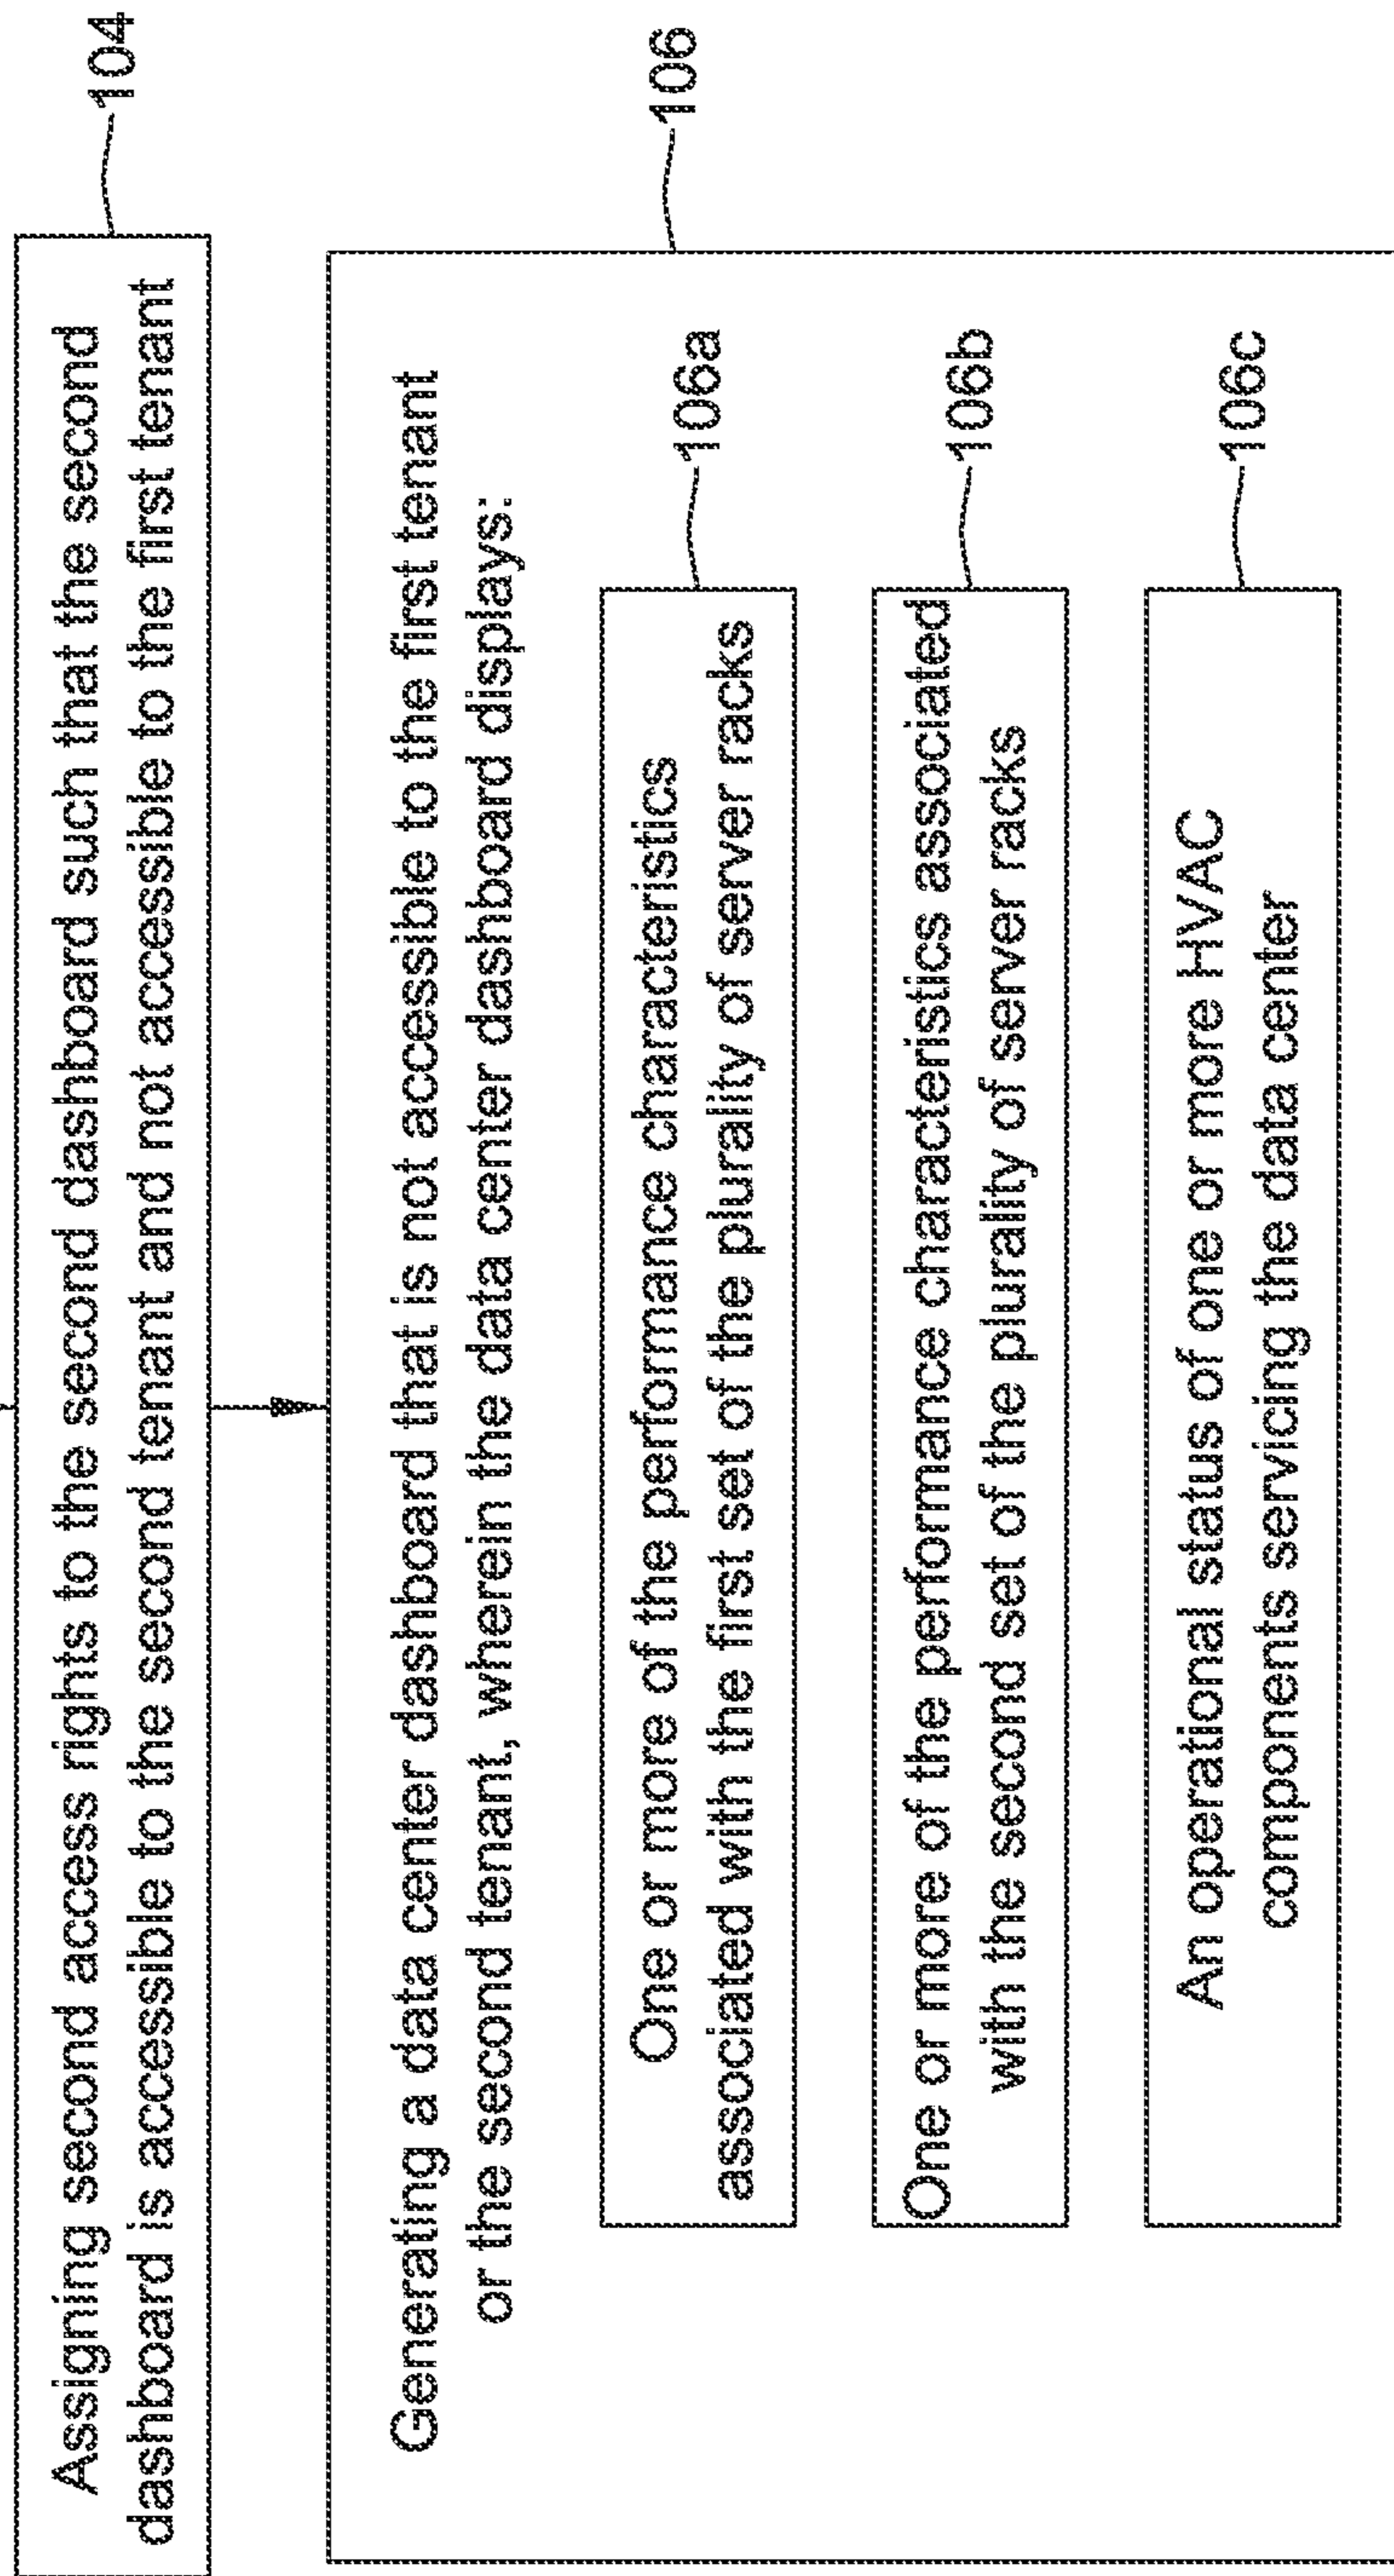 Assigning second access rights to the second dashboard such that the second
dashboard is accessible to the second tenant and not accessible to the first tenant
104
Generating a data center dashboard that is not accessible to the first tenant
or the second tenant, wherein the data center dashboard displays:
106
One or more of the performance characteristics
associated with the first set of the plurality of server racks
106a
One or more of the performance characteristics associated
with the second set of the plurality of server racks
106b
An operational status of one or more HVAC
components servicing the data center
106c